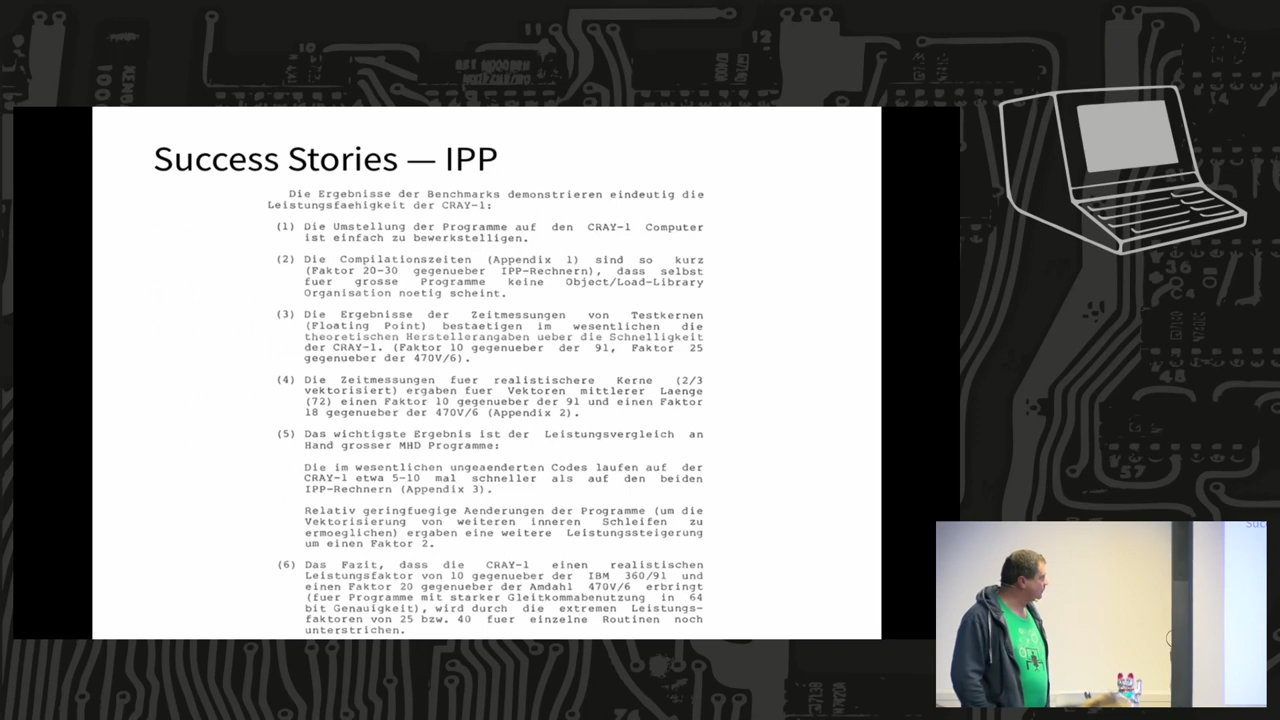 Success Stories — IPP
Die Ergebnisse der Benchmarks demonstrieren eindeutig die
Leistungsfaehigkeit der CRAY-1:
(1) Die Umstellung der Programme auf den CRAY-1 Computer
ist einfach zu bewerkstelligen.
(2) Die Compilationszeiten (Appendix 1) sind so kurz
(Faktor 20-30 gegenueber IPP-Rechnern), dass selbst
fuer grosse Programme keine Object/Load-Library
Organisation noetig scheint.
(3) Die Ergebnisse der Zeitmessungen von Testkernen
(Floating Point) bestaetigen im wesentlichen die
theoretischen Herstellerangaben ueber die Schnelligkeit
der CRAY-1. (Faktor 10 gegenueber der 91, Faktor 25
gegenueber der 470V/6).
(4) Die Zeitmessungen fuer realistischere Kerne (2/3
vektorisiert) ergaben fuer Vektoren mittlerer Laenge
(72) einen Faktor 10 gegenueber der 91 und einen Faktor
18 gegenueber der 470V/6 (Appendix 2).
(5) Das wichtigste Ergebnis ist der Leistungsvergleich an
Hand grosser MHD Programme:
Die im wesentlichen ungeaenderten Codes laufen auf der
CRAY-1 etwa 5-10 mal schneller als auf den beiden
IPP-Rechnern (Appendix 3).
Relativ geringfuegige Aenderungen der Programme (um die
Vektorisierung von weiteren inneren Schleifen zu
ermoeglichen) ergaben eine weitere Leistungssteigerung
um einen Faktor 2.
(6) Das Fazit, dass die CRAY-1 einen realistischen
Leistungsfaktor von 10 gegenueber der IBM 360/91 und
einen Faktor 20 gegenueber der Amdahl 470V/6 erbringt
(fuer Programme mit starker Gleitkommabenutzung in 64
bit Genauigkeit), wird durch die extremen Leistungs-
faktoren von 25 bzw. 40 fuer einzelne Routinen noch
unterstrichen.
10
11
12
36
48
57
Suc